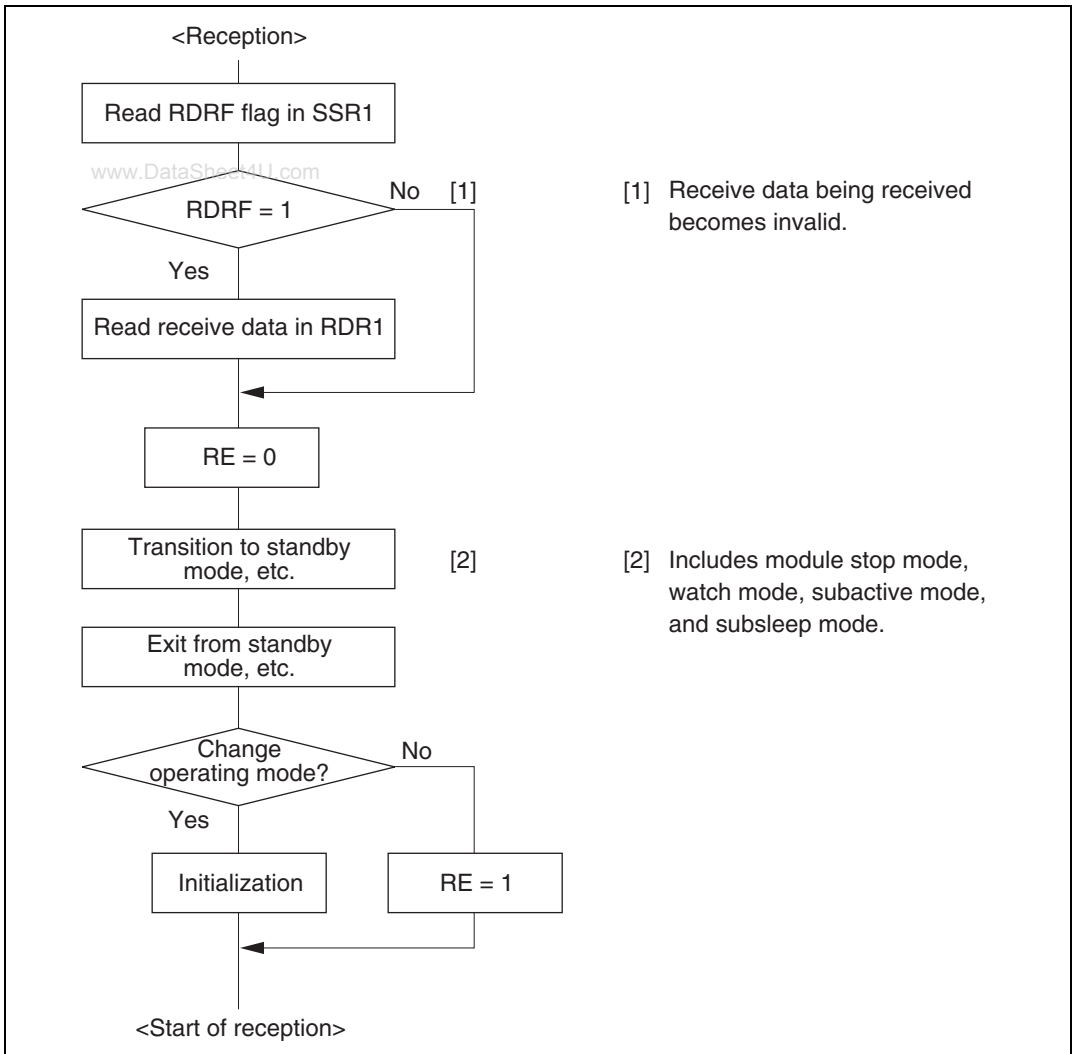 <Reception>
Read RDRF flag in SSR1
www.DataSheet4U.com
RDRF = 1
No
[1]
[1] Receive data being received
becomes invalid.
Yes
Read receive data in RDR1
RE = 0
Transition to standby
mode, etc.
[2]
[2] Includes module stop mode,
watch mode, subactive mode,
and subsleep mode.
Exit from standby
mode, etc.
Change
operating mode?
No
Yes
Initialization
RE = 1
<Start of reception>